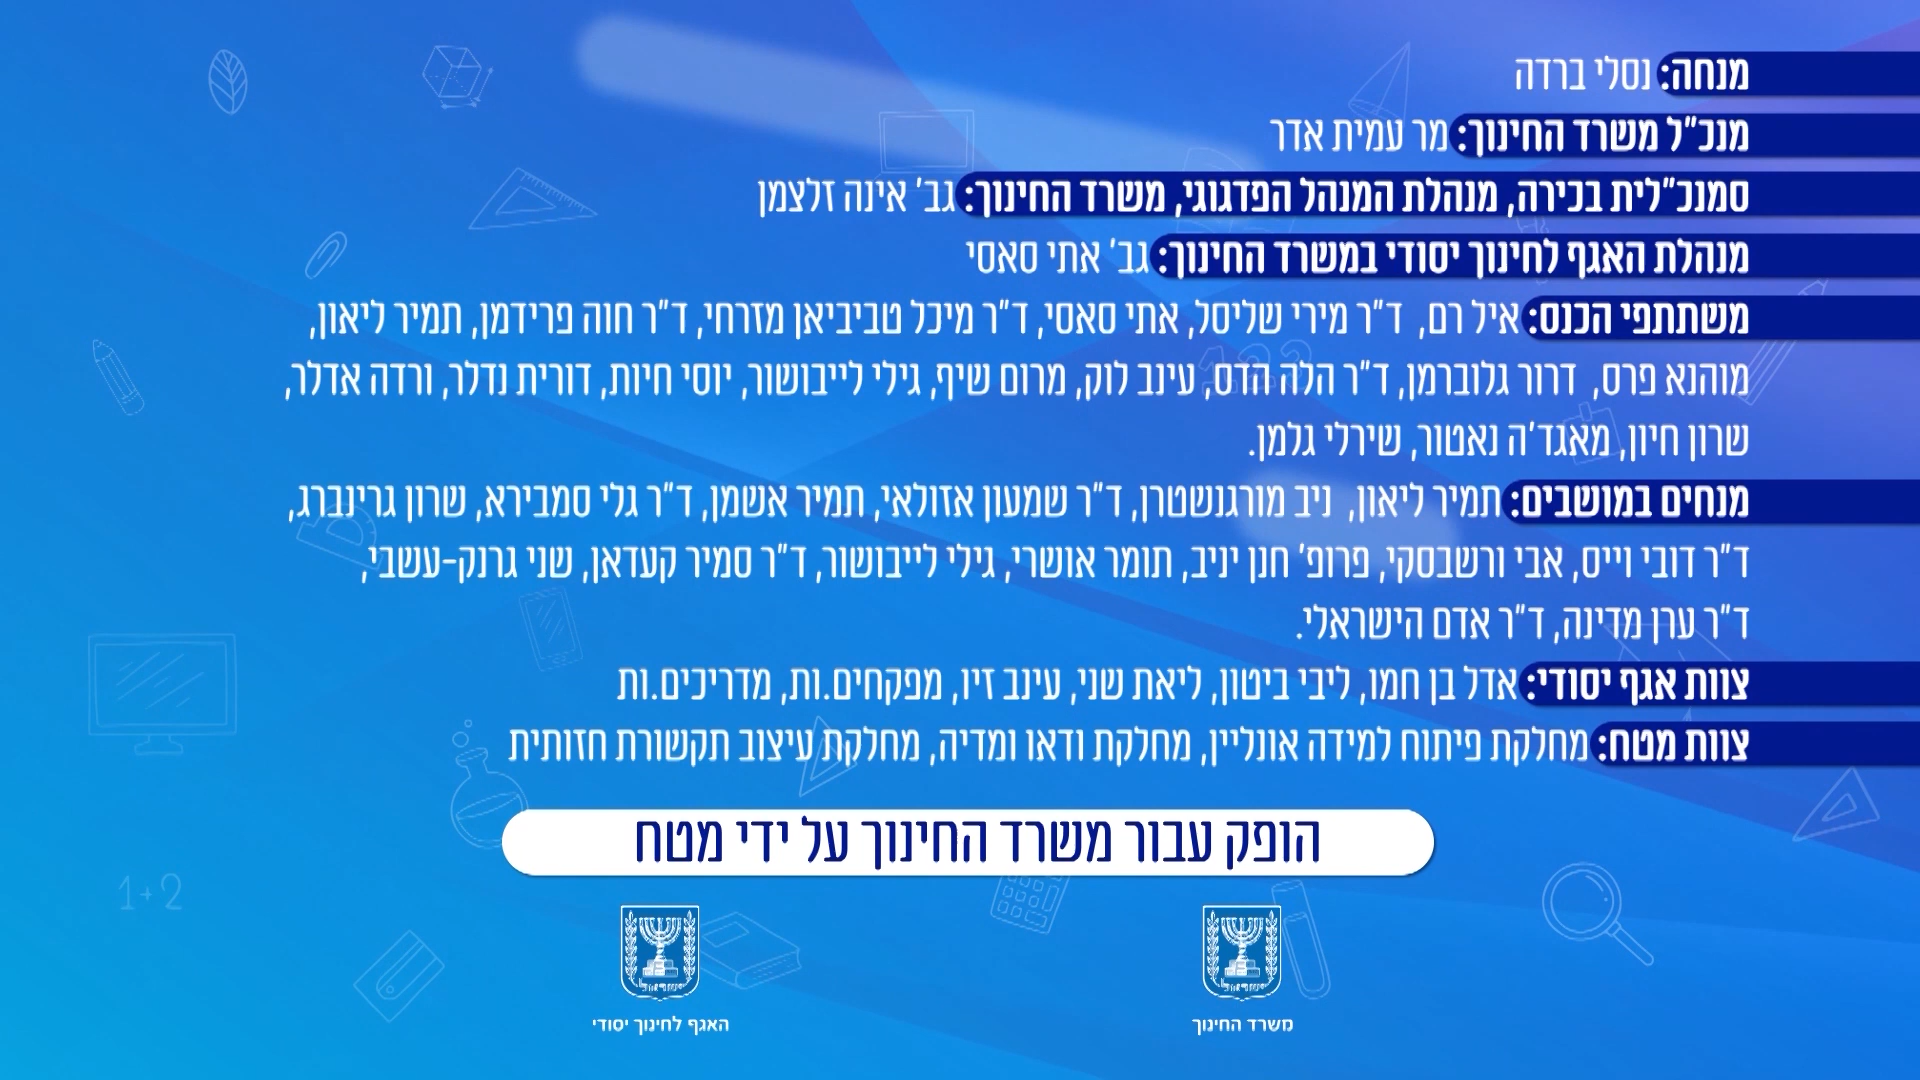 מנחה: נסלי ברדה
מנכ"ל משרד החינוך: מר עמית אדר
סמנכ"לית בכירה, מנהלת המנהל הפדגוגי, משרד החינוך: גב' אינה זלצמן
מנהלת האגף לחינוך יסודי במשרד החינוך: גב' אתי סאסי
משתתפי הכנס: איל רם, ד"ר מירי שליסל, אתי סאסי, ד"ר מיכל טביביאן מזרחי, ד"ר חוה פרידמן, תמיר ליאון,
מוהנא פרס, דרור גלוברמן, ד"ר הלה הדס, עינב לוק, מרום שיף, גילי לייבושור, יוסי חיות, דורית נדלר, ורדה אדלר,
שרון חיון, מאגד'ה נאטור, שירלי גלמן.
מנחים במושבים: תמיר ליאון, ניב מורגנשטרן, ד"ר שמעון אזולאי, תמיר אשמן, ד"ר גלי סמבירא, שרון גרינברג,
ד"ר דובי וייס, אבי ורשבסקי, פרופ' חנן יניב, תומר אושרי, גילי לייבושור, ד"ר סמיר קעדאן, שני גרנק-עשבי,
ד"ר ערן מדינה, ד"ר אדם הישראלי.
צוות אגף יסודי: אדל בן חמו, ליבי ביטון, ליאת שני, עינב זיו, מפקחים.ות, מדריכים.ות
צוות מטח: מחלקת פיתוח למידה אונליין, מחלקת ודאו ומדיה, מחלקת עיצוב תקשורת חזותית
הופק עבור משרד החינוך על ידי מטח
משרד החינוך
האגף לחינוך יסודי
ישראל
ישראל
123
1+2